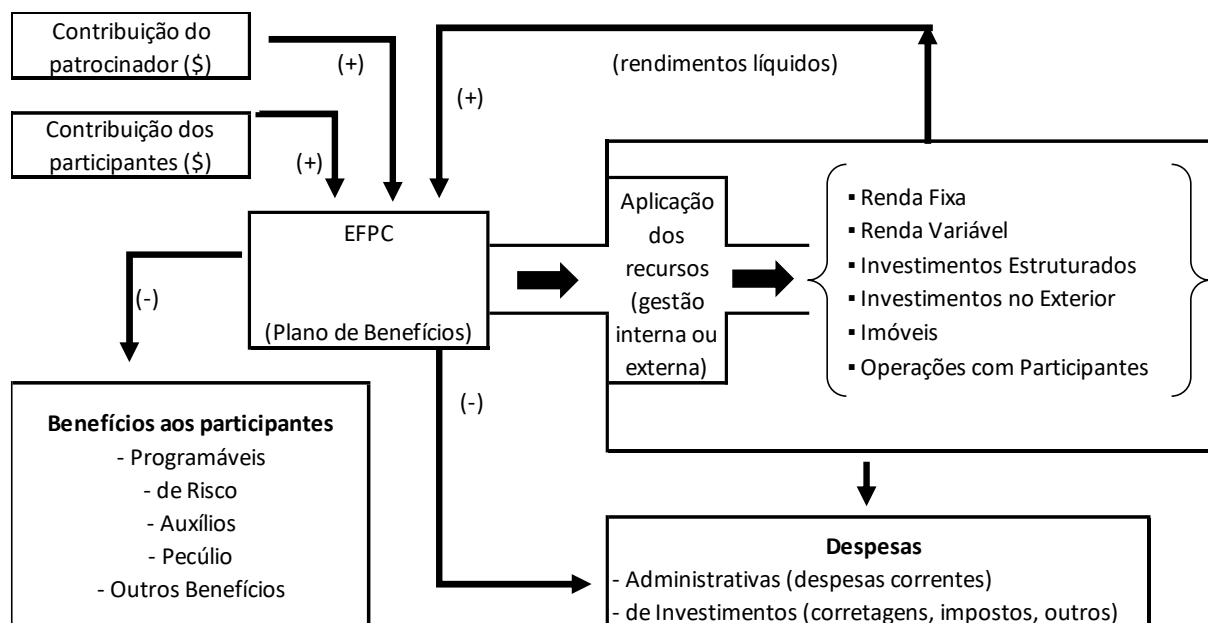 Contribuição do
patrocinador ($)
(+)
(rendimentos líquidos)
(+)
Contribuição dos
participantes ($)
(+)
EFPC
(Plano de Benefícios)
Aplicação
dos
recursos
(gestão
interna ou
externa)
▪ Renda Fixa
▪ Renda Variável
▪ Investimentos Estruturados
▪ Investimentos no Exterior
▪ Imóveis
▪ Operações com Participantes
(-)
(-)
Benefícios aos participantes
- Programáveis
- de Risco
- Auxílios
- Pecúlio
- Outros Benefícios
Despesas
- Administrativas (despesas correntes)
- de Investimentos (corretagens, impostos, outros)